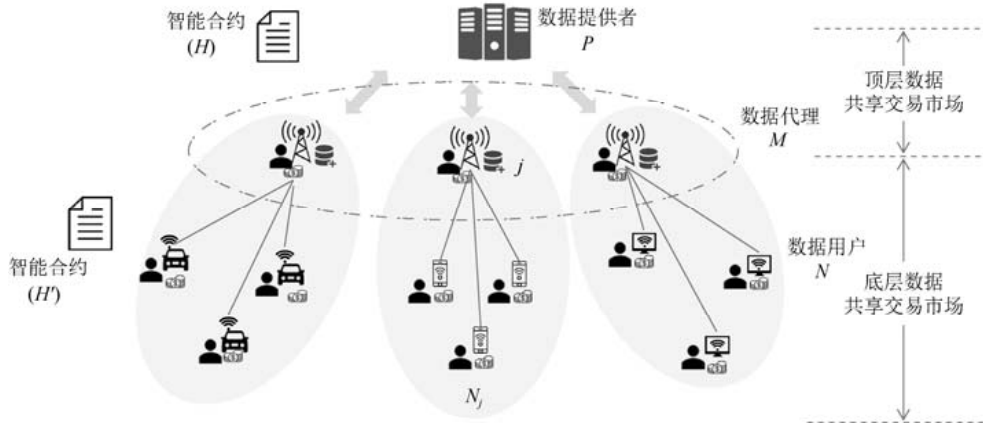 智能合约
(H)
数据提供者
P
顶层数据
共享交易市场
数据代理
M
j
智能合约
(H')
数据用户
N
底层数据
共享交易市场
N_j